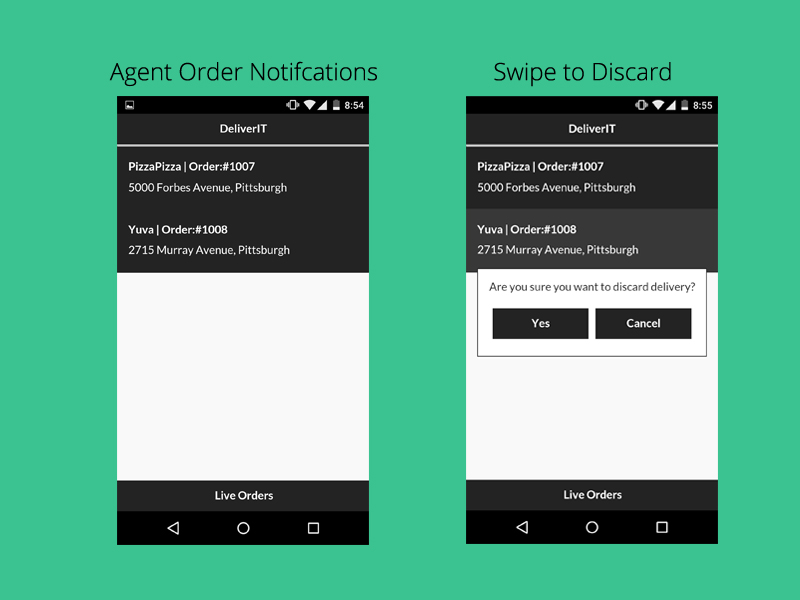 Agent Order Notifcations
8:54
DeliverIT
PizzaPizza | Order:#1007
5000 Forbes Avenue, Pittsburgh
Yuva | Order:#1008
2715 Murray Avenue, Pittsburgh
Live Orders
Swipe to Discard
8:55
DeliverIT
PizzaPizza | Order:#1007
5000 Forbes Avenue, Pittsburgh
Yuva | Order:#1008
2715 Murray Avenue, Pittsburgh
Are you sure you want to discard delivery?
Yes
Cancel
Live Orders